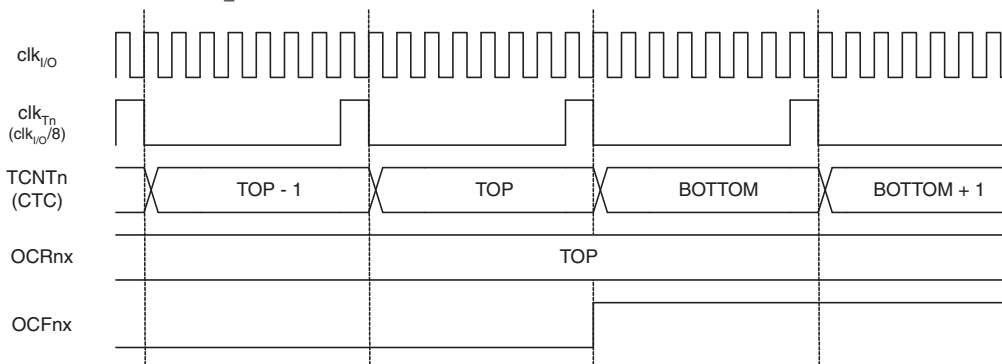 clkI/O
clkTn
(clkI/O/8)
TCNTn
(CTC)
TOP - 1
TOP
BOTTOM
BOTTOM + 1
OCRnx
TOP
OCFnx